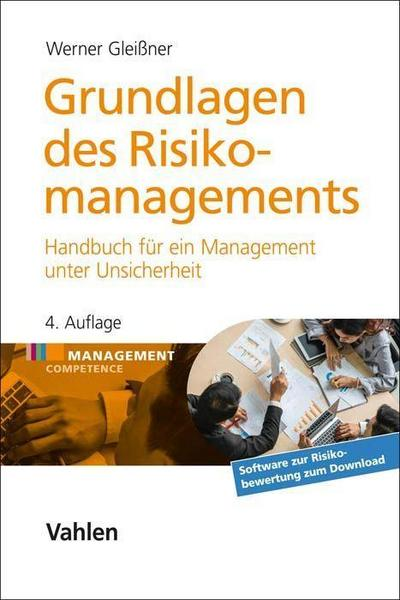 Werner Gleißner
Grundlagen
des Risiko-
managements
Handbuch für ein Management
unter Unsicherheit
4. Auflage
MANAGEMENT
COMPETENCE
Software zur Risiko-
bewertung zum Download
Vahlen